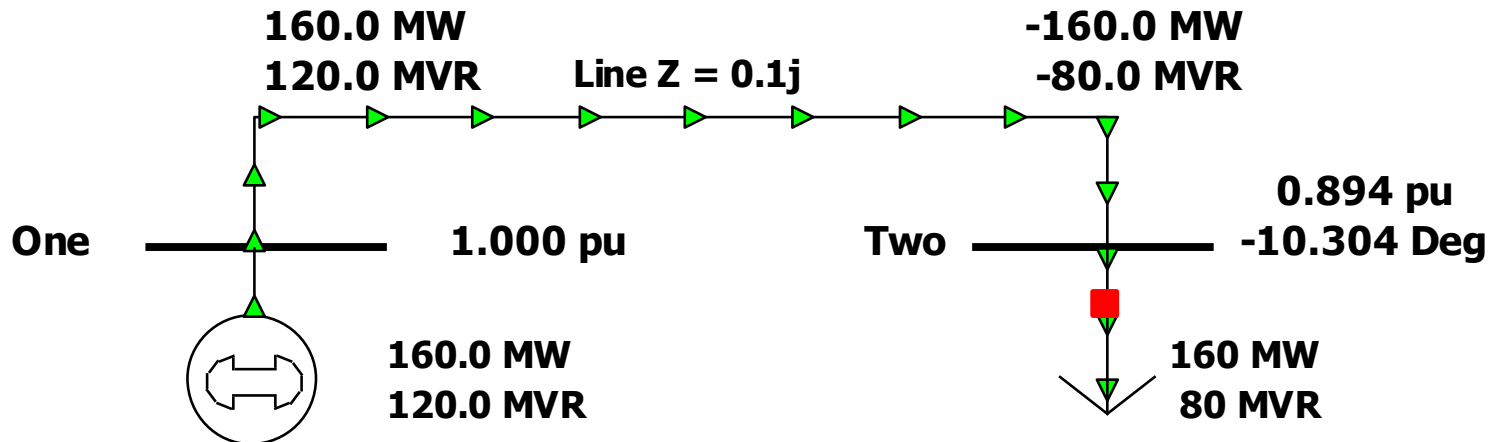 160.0 MW
120.0 MVR
Line Z = 0.1j
-160.0 MW
-80.0 MVR
One
1.000 pu
Two
0.894 pu
-10.304 Deg
160.0 MW
120.0 MVR
160 MW
80 MVR